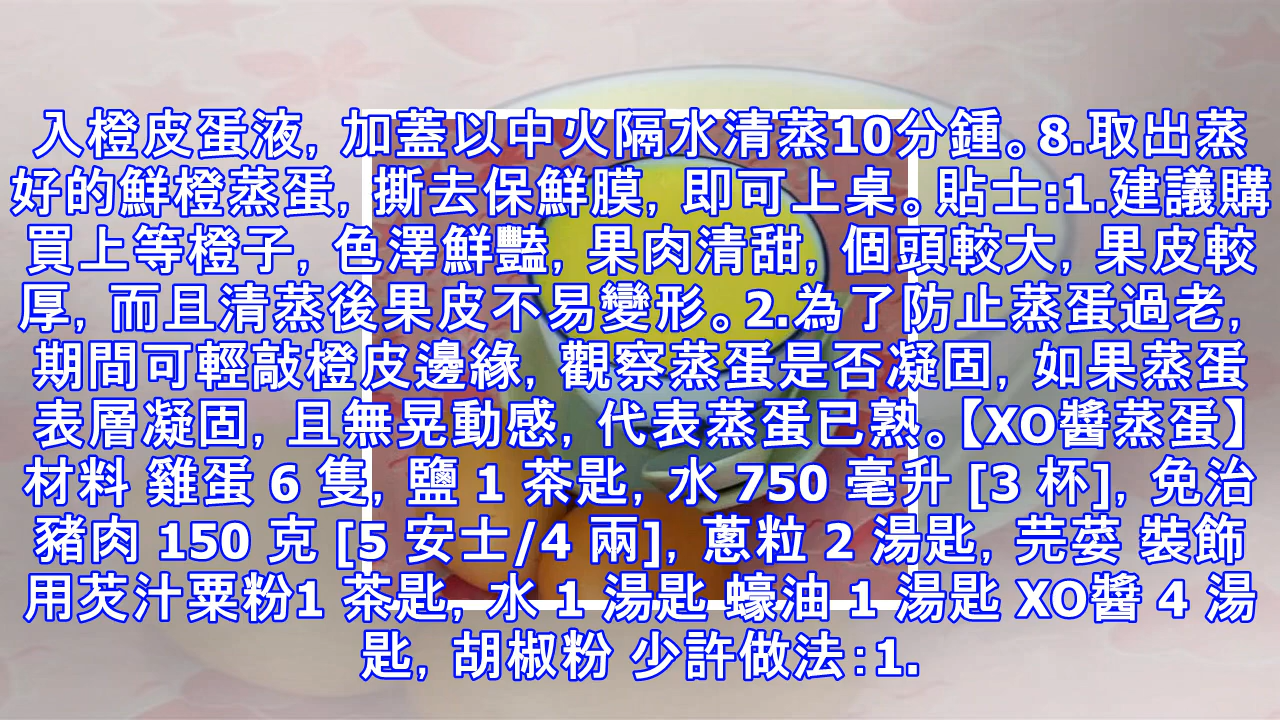 入橙皮蛋液, 加蓋以中火隔水清蒸10分鍾。8.取出蒸
好的鮮橙蒸蛋, 撕去保鮮膜, 即可上桌。貼士:1.建議購
買上等橙子, 色澤鮮豔, 果肉清甜, 個頭較大, 果皮較
厚, 而且清蒸後果皮不易變形。2.為了防止蒸蛋過老,
期間可輕敲橙皮邊緣, 觀察蒸蛋是否凝固, 如果蒸蛋
表層凝固, 且無晃動感, 代表蒸蛋已熟。【XO醬蒸蛋】
材料 雞蛋 6 隻, 鹽 1 茶匙, 水 750 毫升 [3 杯], 免治
豬肉 150 克 [5 安士/4 兩], 蔥粒 2 湯匙, 芫荽 裝飾
用芡汁粟粉1 茶匙, 水 1 湯匙 蠔油 1 湯匙 XO醬 4 湯
匙, 胡椒粉 少許做法：1.